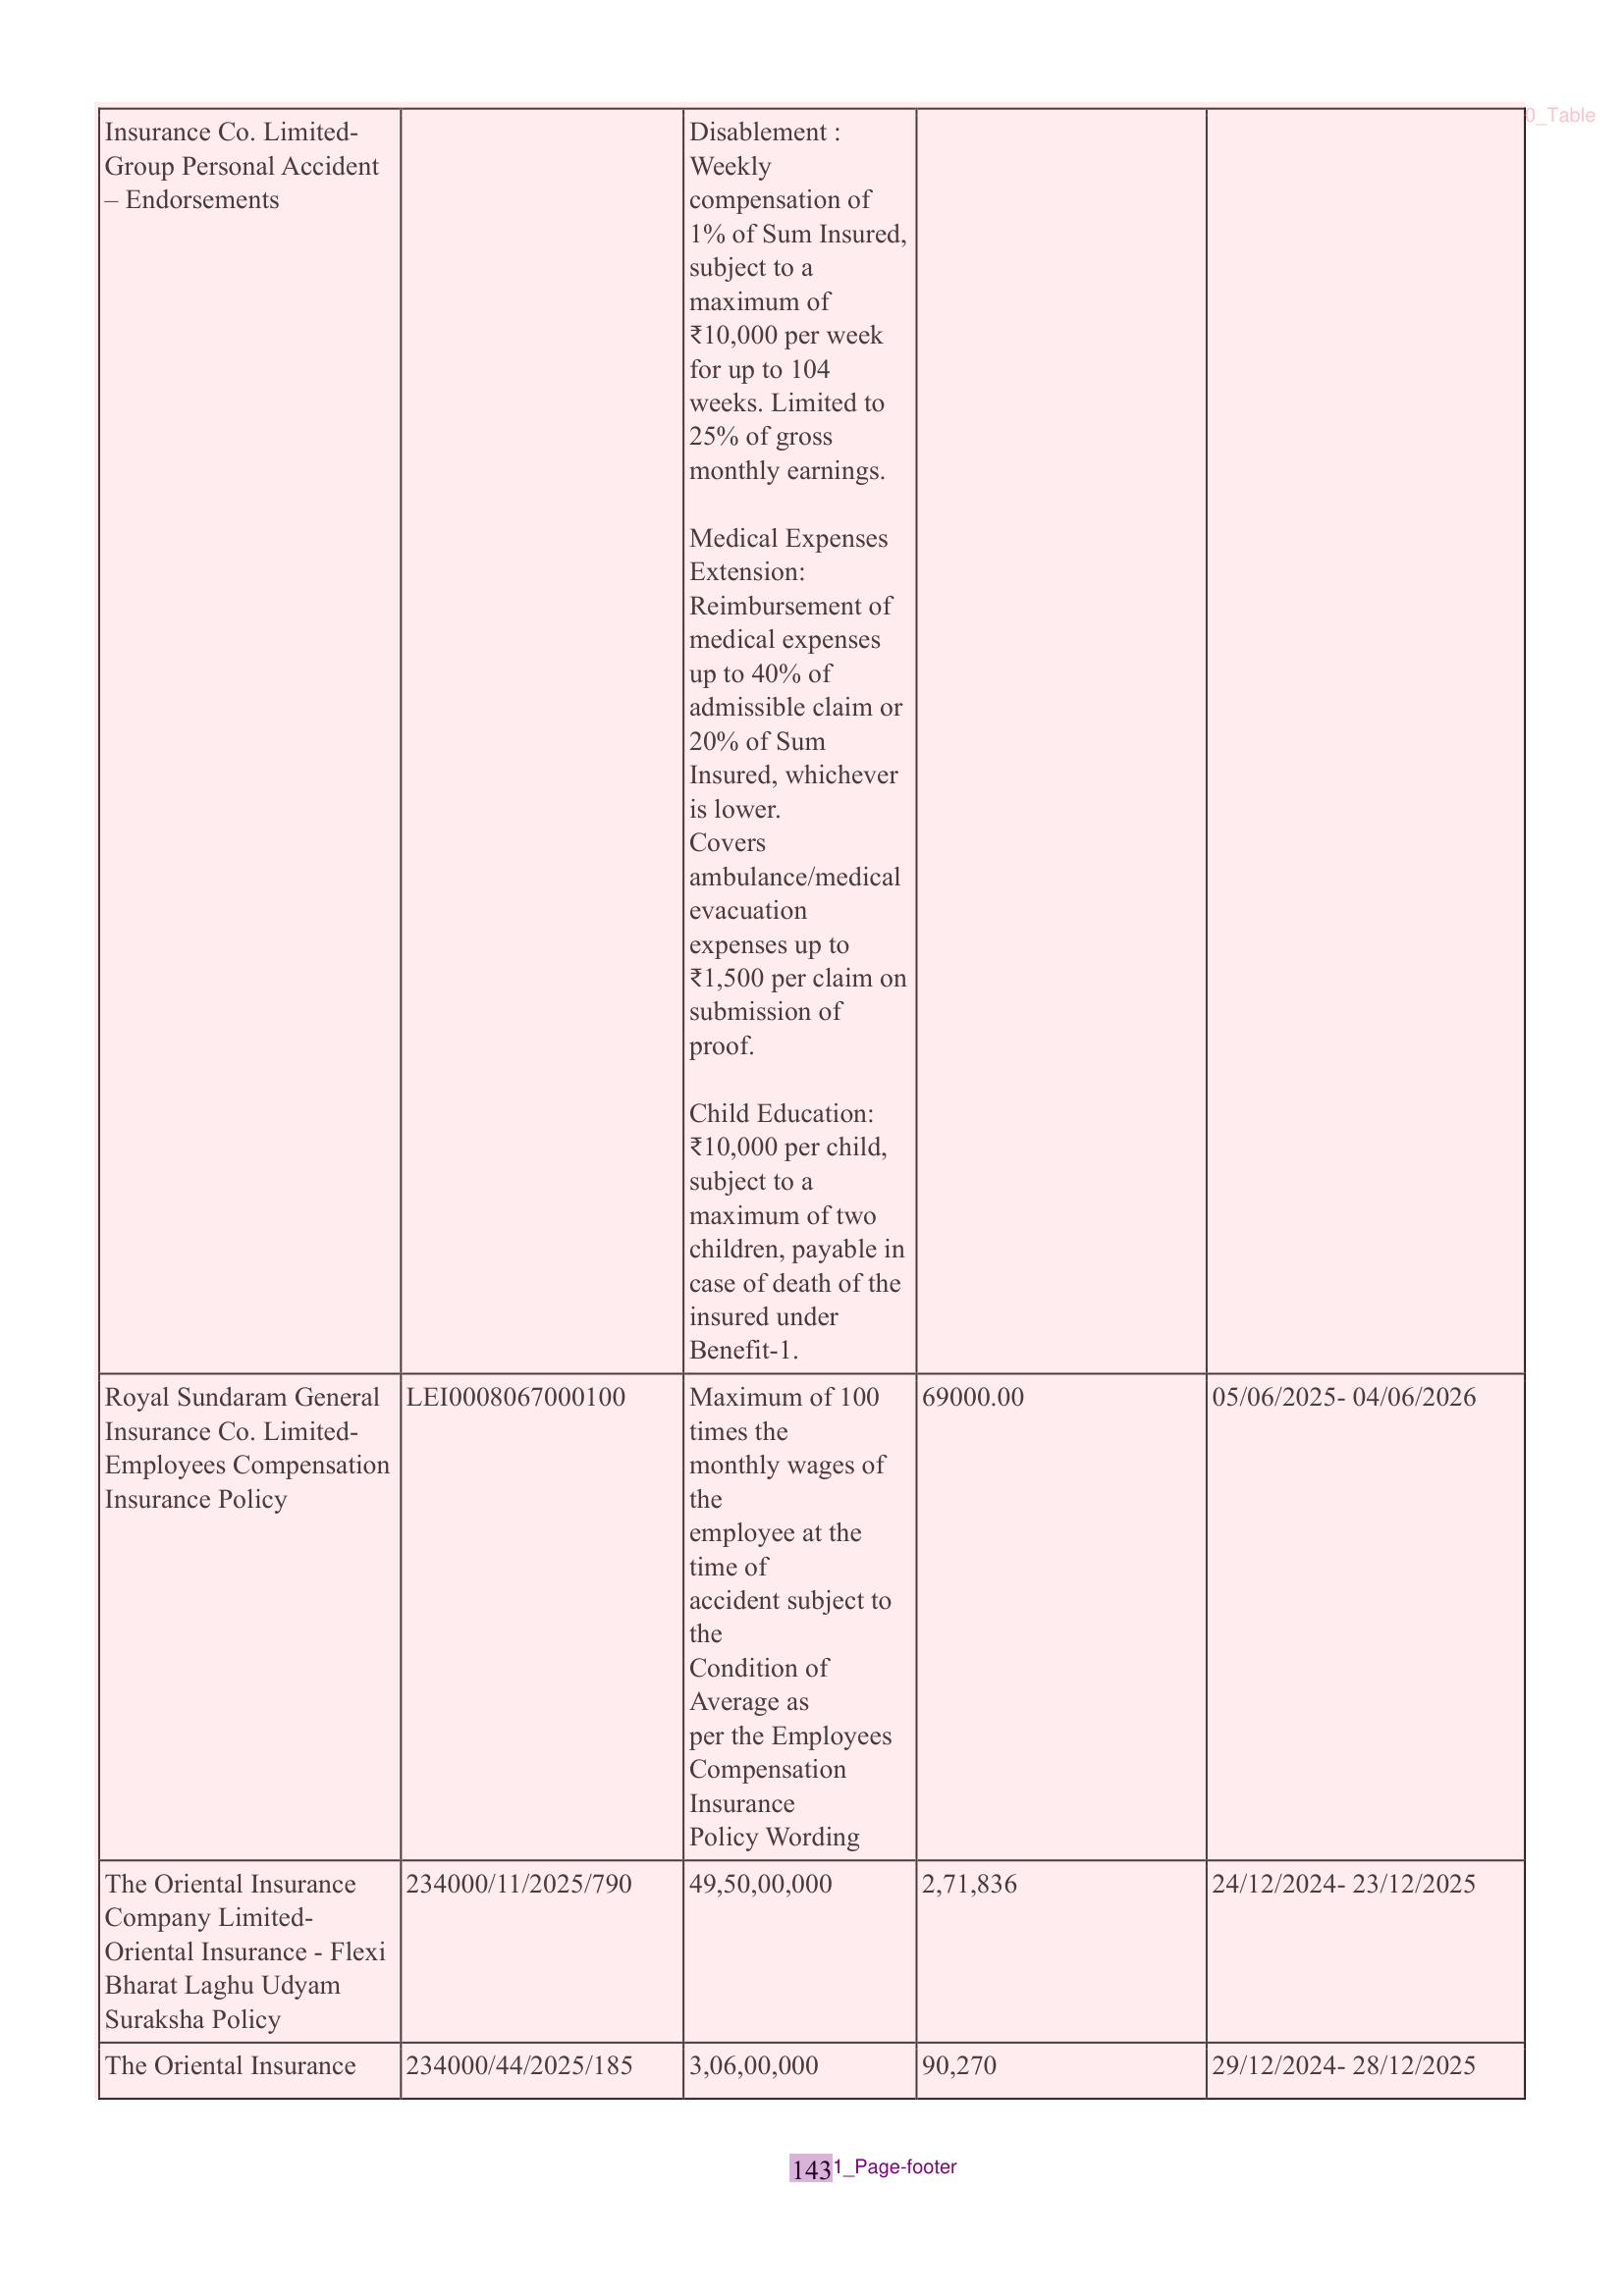 0_Table
Insurance Co. Limited-
Group Personal Accident
– Endorsements
Disablement :
Weekly
compensation of
1% of Sum Insured,
subject to a
maximum of
₹10,000 per week
for up to 104
weeks. Limited to
25% of gross
monthly earnings.
Medical Expenses
Extension:
Reimbursement of
medical expenses
up to 40% of
admissible claim or
20% of Sum
Insured, whichever
is lower.
Covers
ambulance/medical
evacuation
expenses up to
₹1,500 per claim on
submission of
proof.
Child Education:
₹10,000 per child,
subject to a
maximum of two
children, payable in
case of death of the
insured under
Benefit-1.
Royal Sundaram General
Insurance Co. Limited-
Employees Compensation
Insurance Policy
LEI0008067000100
Maximum of 100
times the
monthly wages of
the
employee at the
time of
accident subject to
the
Condition of
Average as
per the Employees
Compensation
Insurance
Policy Wording
69000.00
05/06/2025- 04/06/2026
The Oriental Insurance
Company Limited-
Oriental Insurance - Flexi
Bharat Laghu Udyam
Suraksha Policy
234000/11/2025/790
49,50,00,000
2,71,836
24/12/2024- 23/12/2025
The Oriental Insurance
234000/44/2025/185
3,06,00,000
90,270
29/12/2024- 28/12/2025
143
1_Page-footer